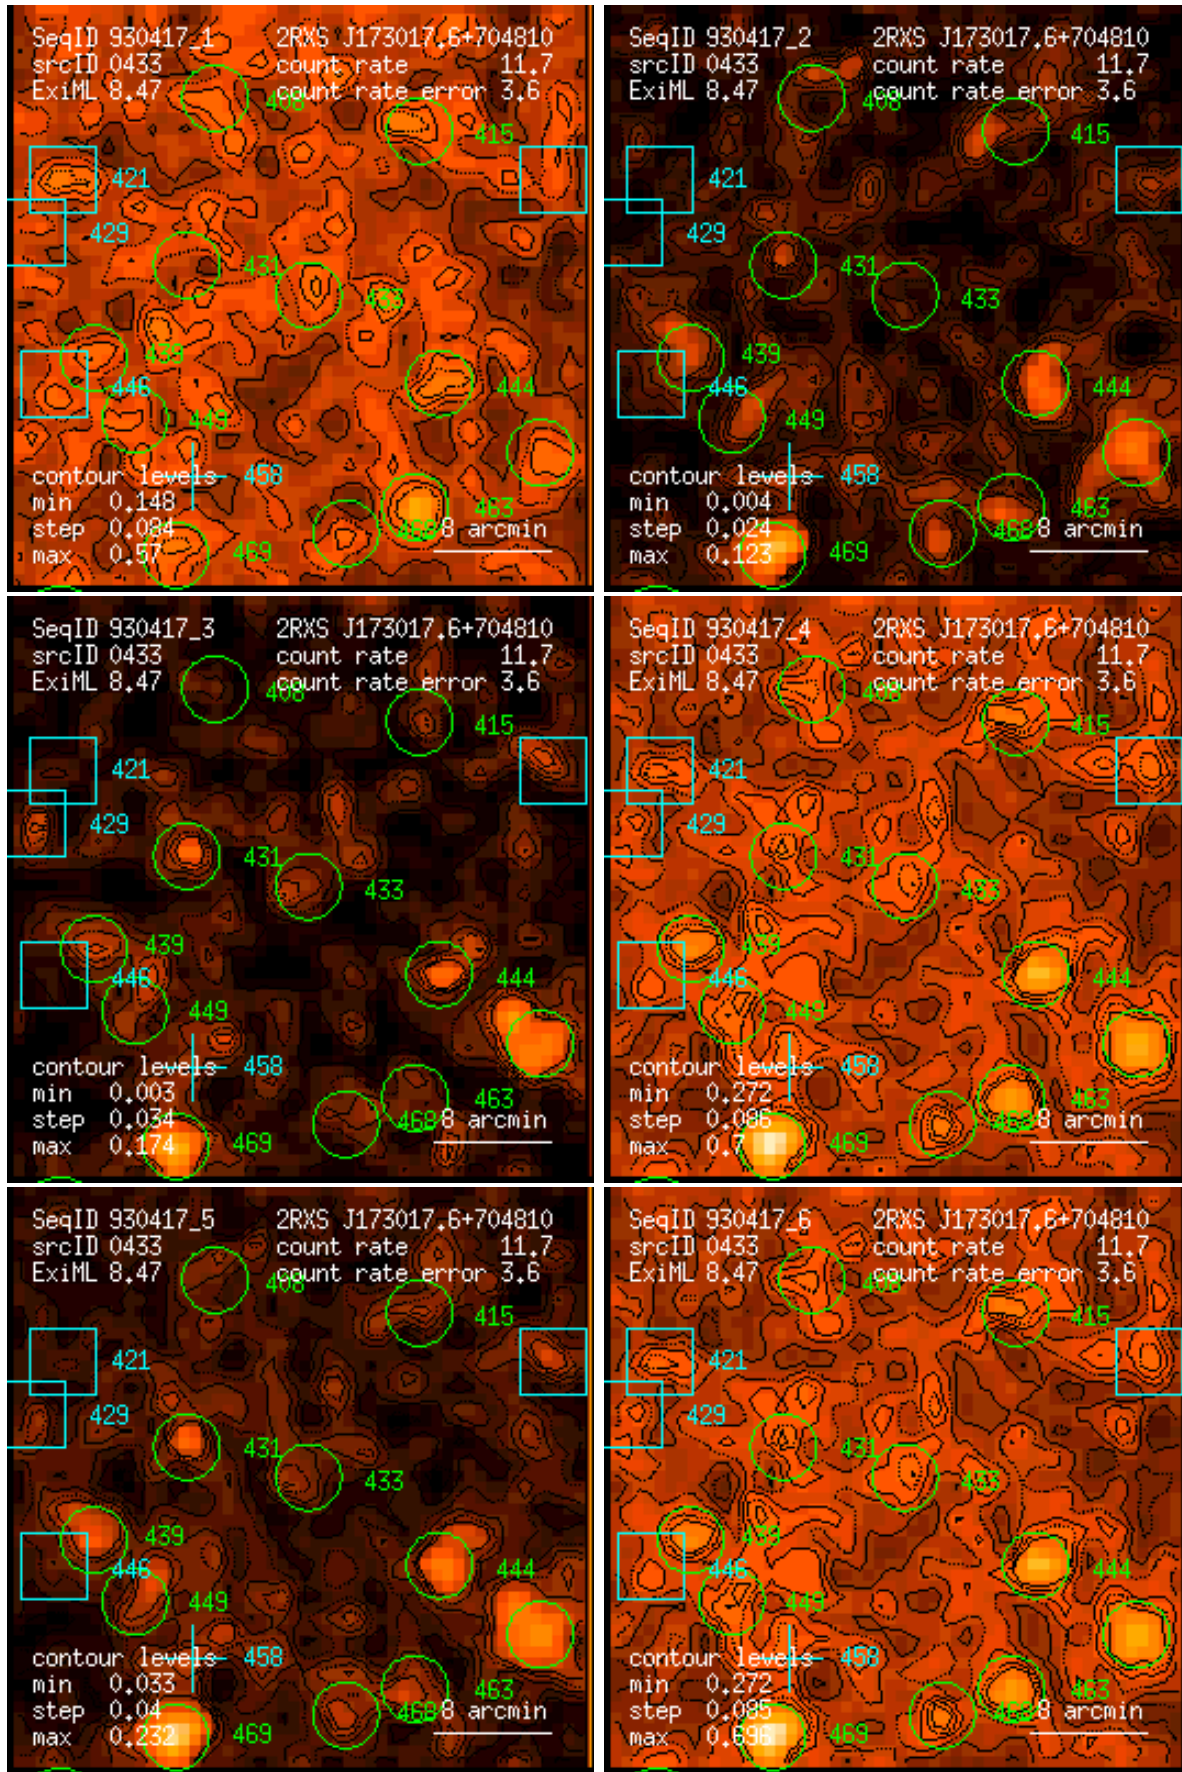 SeqID 930417_1 2RXS J173017.6+704810
srcID 0433 count rate 11.7
ExiML 8.47 count rate error 3.6
408
415
421
429
431
433
439
446
444
449
contour levels 458
min 0.148
463
step 0.084 468 8 arcmin
max 0.57 469
SeqID 930417_2 2RXS J173017.6+704810
srcID 0433 count rate 11.7
ExiML 8.47 count rate error 3.6
408
415
421
429
431
433
439
446
444
449
contour levels 458
min 0.004
463
step 0.024 468 8 arcmin
max 0.123 469
SeqID 930417_3 2RXS J173017.6+704810
srcID 0433 count rate 11.7
ExiML 8.47 count rate error 3.6
408
415
421
429
431
433
439
446
444
449
contour levels 458
min 0.003
463
step 0.034 468 8 arcmin
max 0.174 469
SeqID 930417_4 2RXS J173017.6+704810
srcID 0433 count rate 11.7
ExiML 8.47 count rate error 3.6
408
415
421
429
431
433
439
446
444
449
contour levels 458
min 0.272
463
step 0.086 468 8 arcmin
max 0.7 469
SeqID 930417_5 2RXS J173017.6+704810
srcID 0433 count rate 11.7
ExiML 8.47 count rate error 3.6
408
415
421
429
431
433
439
446
444
449
contour levels 458
min 0.033
463
step 0.04 468 8 arcmin
max 0.232 469
SeqID 930417_6 2RXS J173017.6+704810
srcID 0433 count rate 11.7
ExiML 8.47 count rate error 3.6
408
415
421
429
431
433
439
446
444
449
contour levels 458
min 0.272
463
step 0.085 468 8 arcmin
max 0.696 469